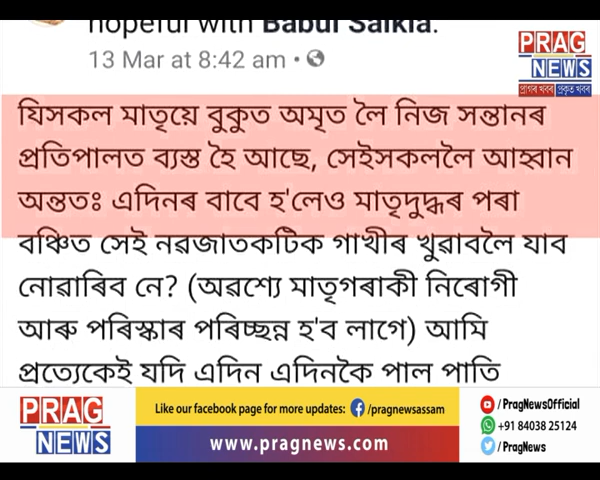 hopeful with Babul Saikia.
13 Mar at 8:42 am
PRAG
NEWS
প্ৰাগৰ খবৰ প্ৰকৃত খবৰ
যিসকল মাতৃয়ে বুকুত অমৃত লৈ নিজ সন্তানৰ
প্ৰতিপালত ব্যস্ত হৈ আছে, সেইসকললৈ আহ্বান
অন্ততঃ এদিনৰ বাবে হ'লেও মাতৃদুগ্ধৰ পৰা
বঞ্চিত সেই নৱজাতকটিক গাখীৰ খুৱাবলৈ যাব
নোৱাৰিব নে? (অৱশ্যে মাতৃগৰাকী নিৰোগী
আৰু পৰিস্কাৰ পৰিচ্ছন্ন হ'ব লাগে) আমি
প্ৰত্যেকেই যদি এদিন এদিনকৈ পাল পাতি
PRAG
NEWS
Like our facebook page for more updates: /pragnewsassam
www.pragnews.com
/PragNewsOfficial
+91 84038 25124
/PragNews